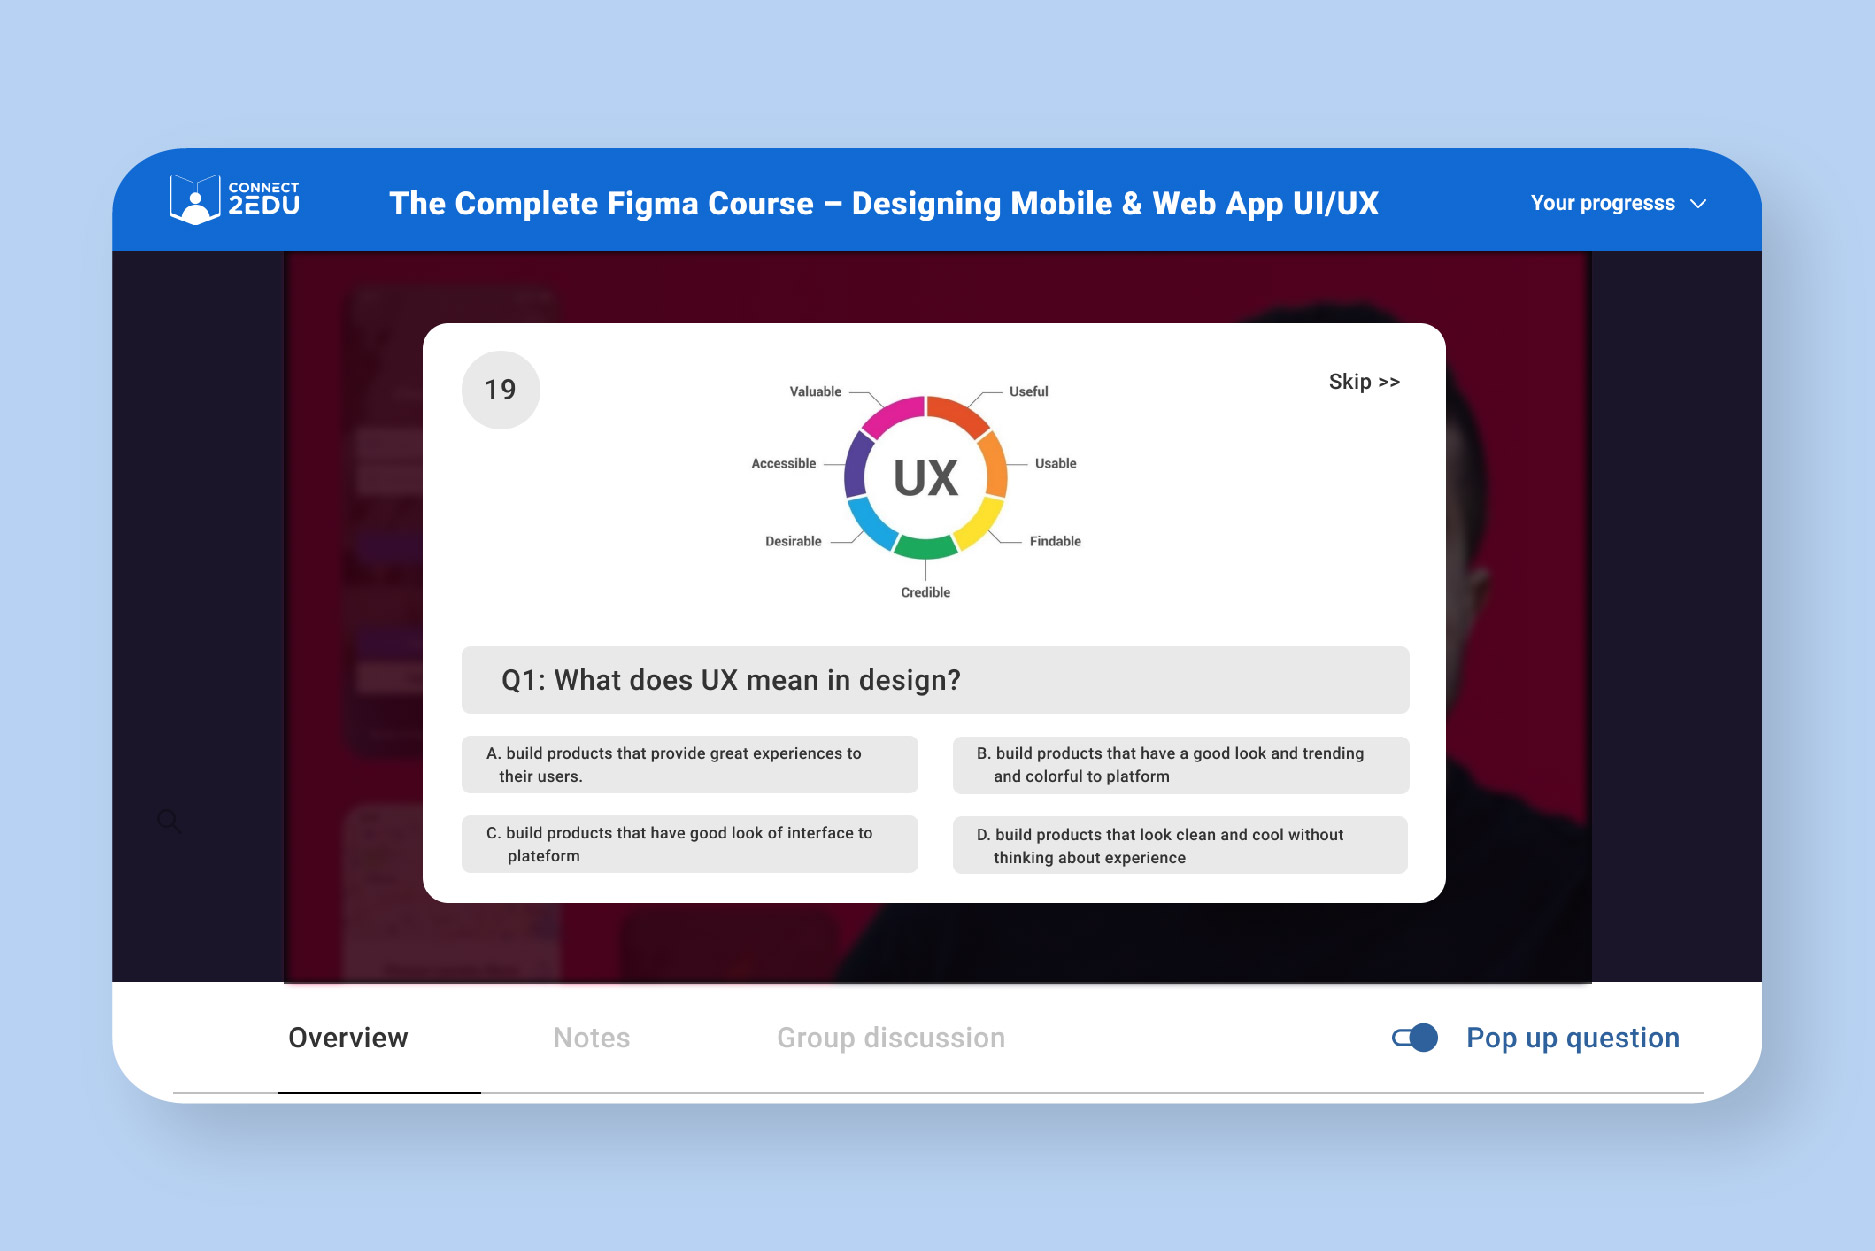 CONNECT
2EDU
The Complete Figma Course – Designing Mobile & Web App UI/UX
Your progresss
19
Skip >>
Valuable
Useful
Accessible
UX
Usable
Desirable
Findable
Credible
Q1: What does UX mean in design?
A. build products that provide great experiences to
their users.
B. build products that have a good look and trending
and colorful to platform
C. build products that have good look of interface to
plateform
D. build products that look clean and cool without
thinking about experience
Overview
Notes
Group discussion
Pop up question